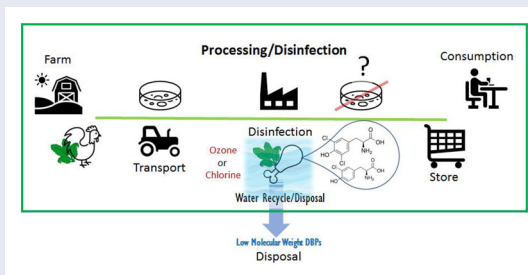 Processing/Disinfection
Farm
Consumption
?
Disinfection
Ozone
or
Chlorine
Transport
Store
Cl
O
OH
NH₂
HO
Cl
Cl
O
OH
NH₂
HO
Water Recycle/Disposal
Low Molecular Weight DBPs
Disposal